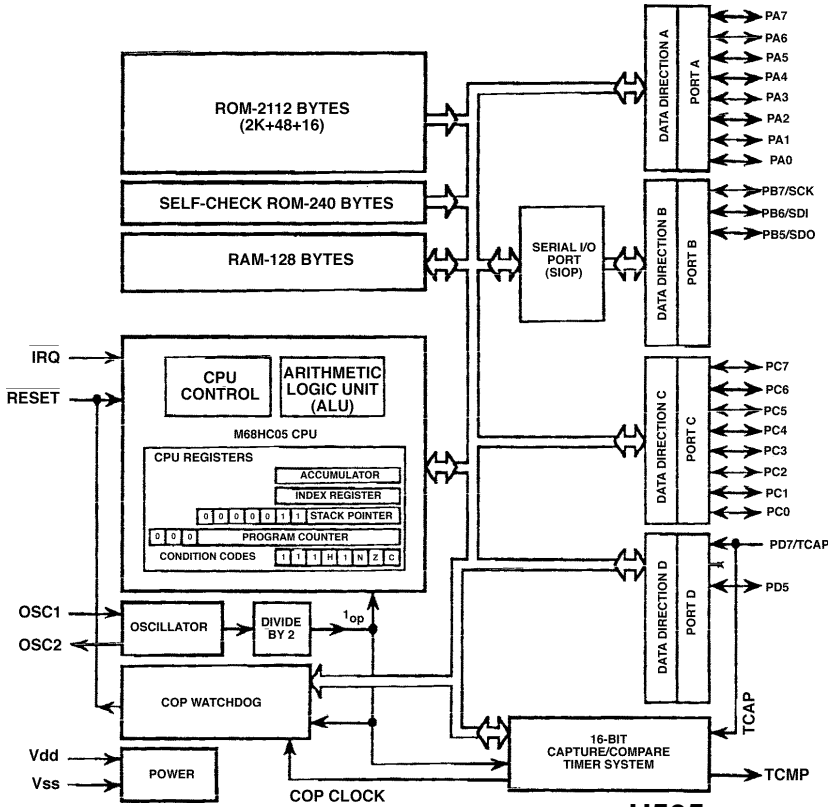 ROM-2112 BYTES
(2K+48+16)
SELF-CHECK ROM-240 BYTES
RAM-128 BYTES
SERIAL I/O
PORT
(SIOP)
DATA DIRECTION A
PORT A
PA7
PA6
PA5
PA4
PA3
PA2
PA1
PA0
DATA DIRECTION B
PORT B
PB7/SCK
PB6/SDI
PB5/SDO
IRQ
RESET
CPU
CONTROL
ARITHMETIC
LOGIC UNIT
(ALU)
M68HC05 CPU
CPU REGISTERS
ACCUMULATOR
INDEX REGISTER
0 0 0 0 0 1 1 STACK POINTER
0 0 0 PROGRAM COUNTER
CONDITION CODES 1 1 1 H 1 N Z C
DATA DIRECTION C
PORT C
PC7
PC6
PC5
PC4
PC3
PC2
PC1
PC0
DATA DIRECTION D
PORT D
PD7/TCAP
PD5
TCAP
OSC1
OSC2
OSCILLATOR
DIVIDE
BY 2
1op
COP WATCHDOG
Vdd
Vss
POWER
COP CLOCK
16-BIT
CAPTURE/COMPARE
TIMER SYSTEM
TCMP